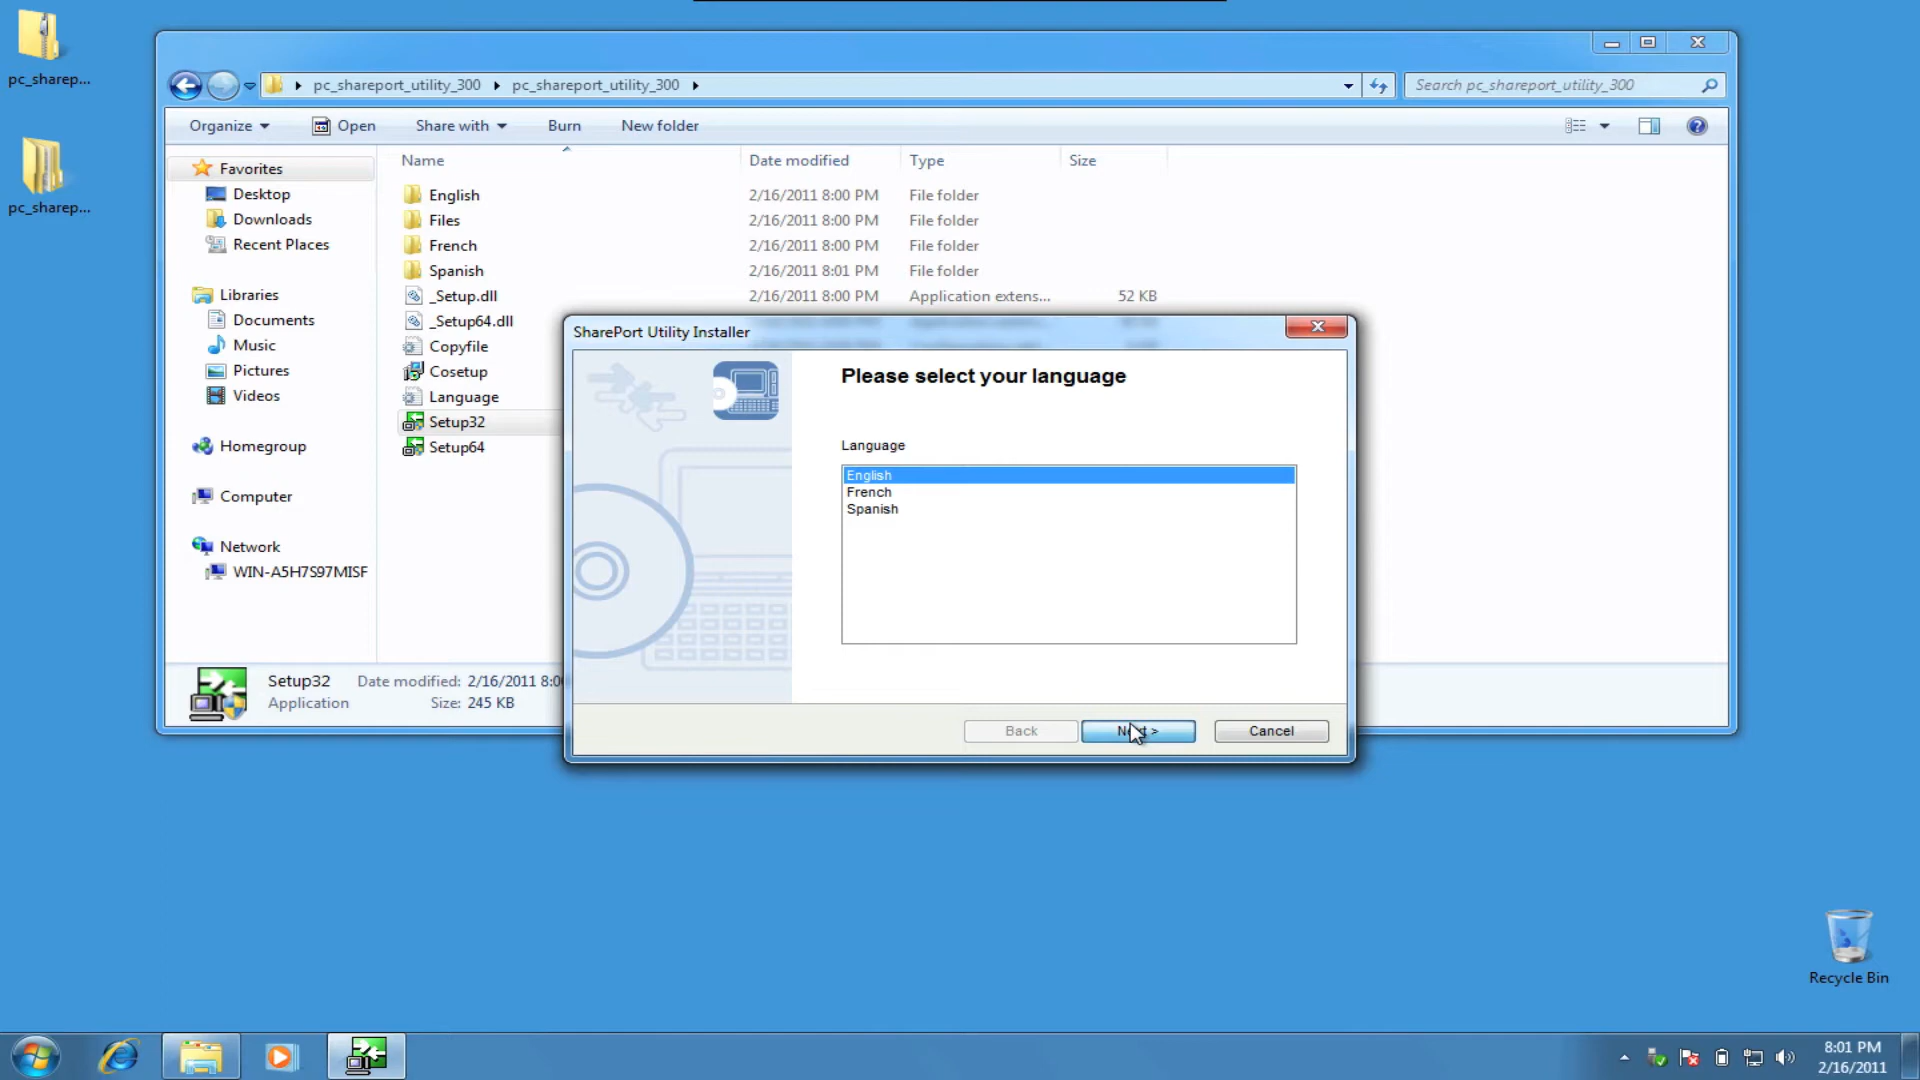 pc_sharep...
pc_sharep...
pc_shareport_utility_300
pc_shareport_utility_300
Search pc_shareport_utility_300
Organize
Open
Share with
Burn
New folder
Favorites
Desktop
Downloads
Recent Places
Libraries
Documents
Music
Pictures
Videos
Homegroup
Computer
Network
WIN-A5H7S97MISF
Name Date modified Type Size
English 2/16/2011 8:00 PM File folder
Files 2/16/2011 8:00 PM File folder
French 2/16/2011 8:00 PM File folder
Spanish 2/16/2011 8:01 PM File folder
_Setup.dll 2/16/2011 8:00 PM Application extens... 52 KB
_Setup64.dll
Copyfile
Cosetup
Language
Setup32
Setup64
SharePort Utility Installer
Please select your language
Language
English
French
Spanish
Back
Cancel
Setup32 Date modified: 2/16/2011 8:0
Application Size: 245 KB
Recycle Bin
8:01 PM
2/16/2011